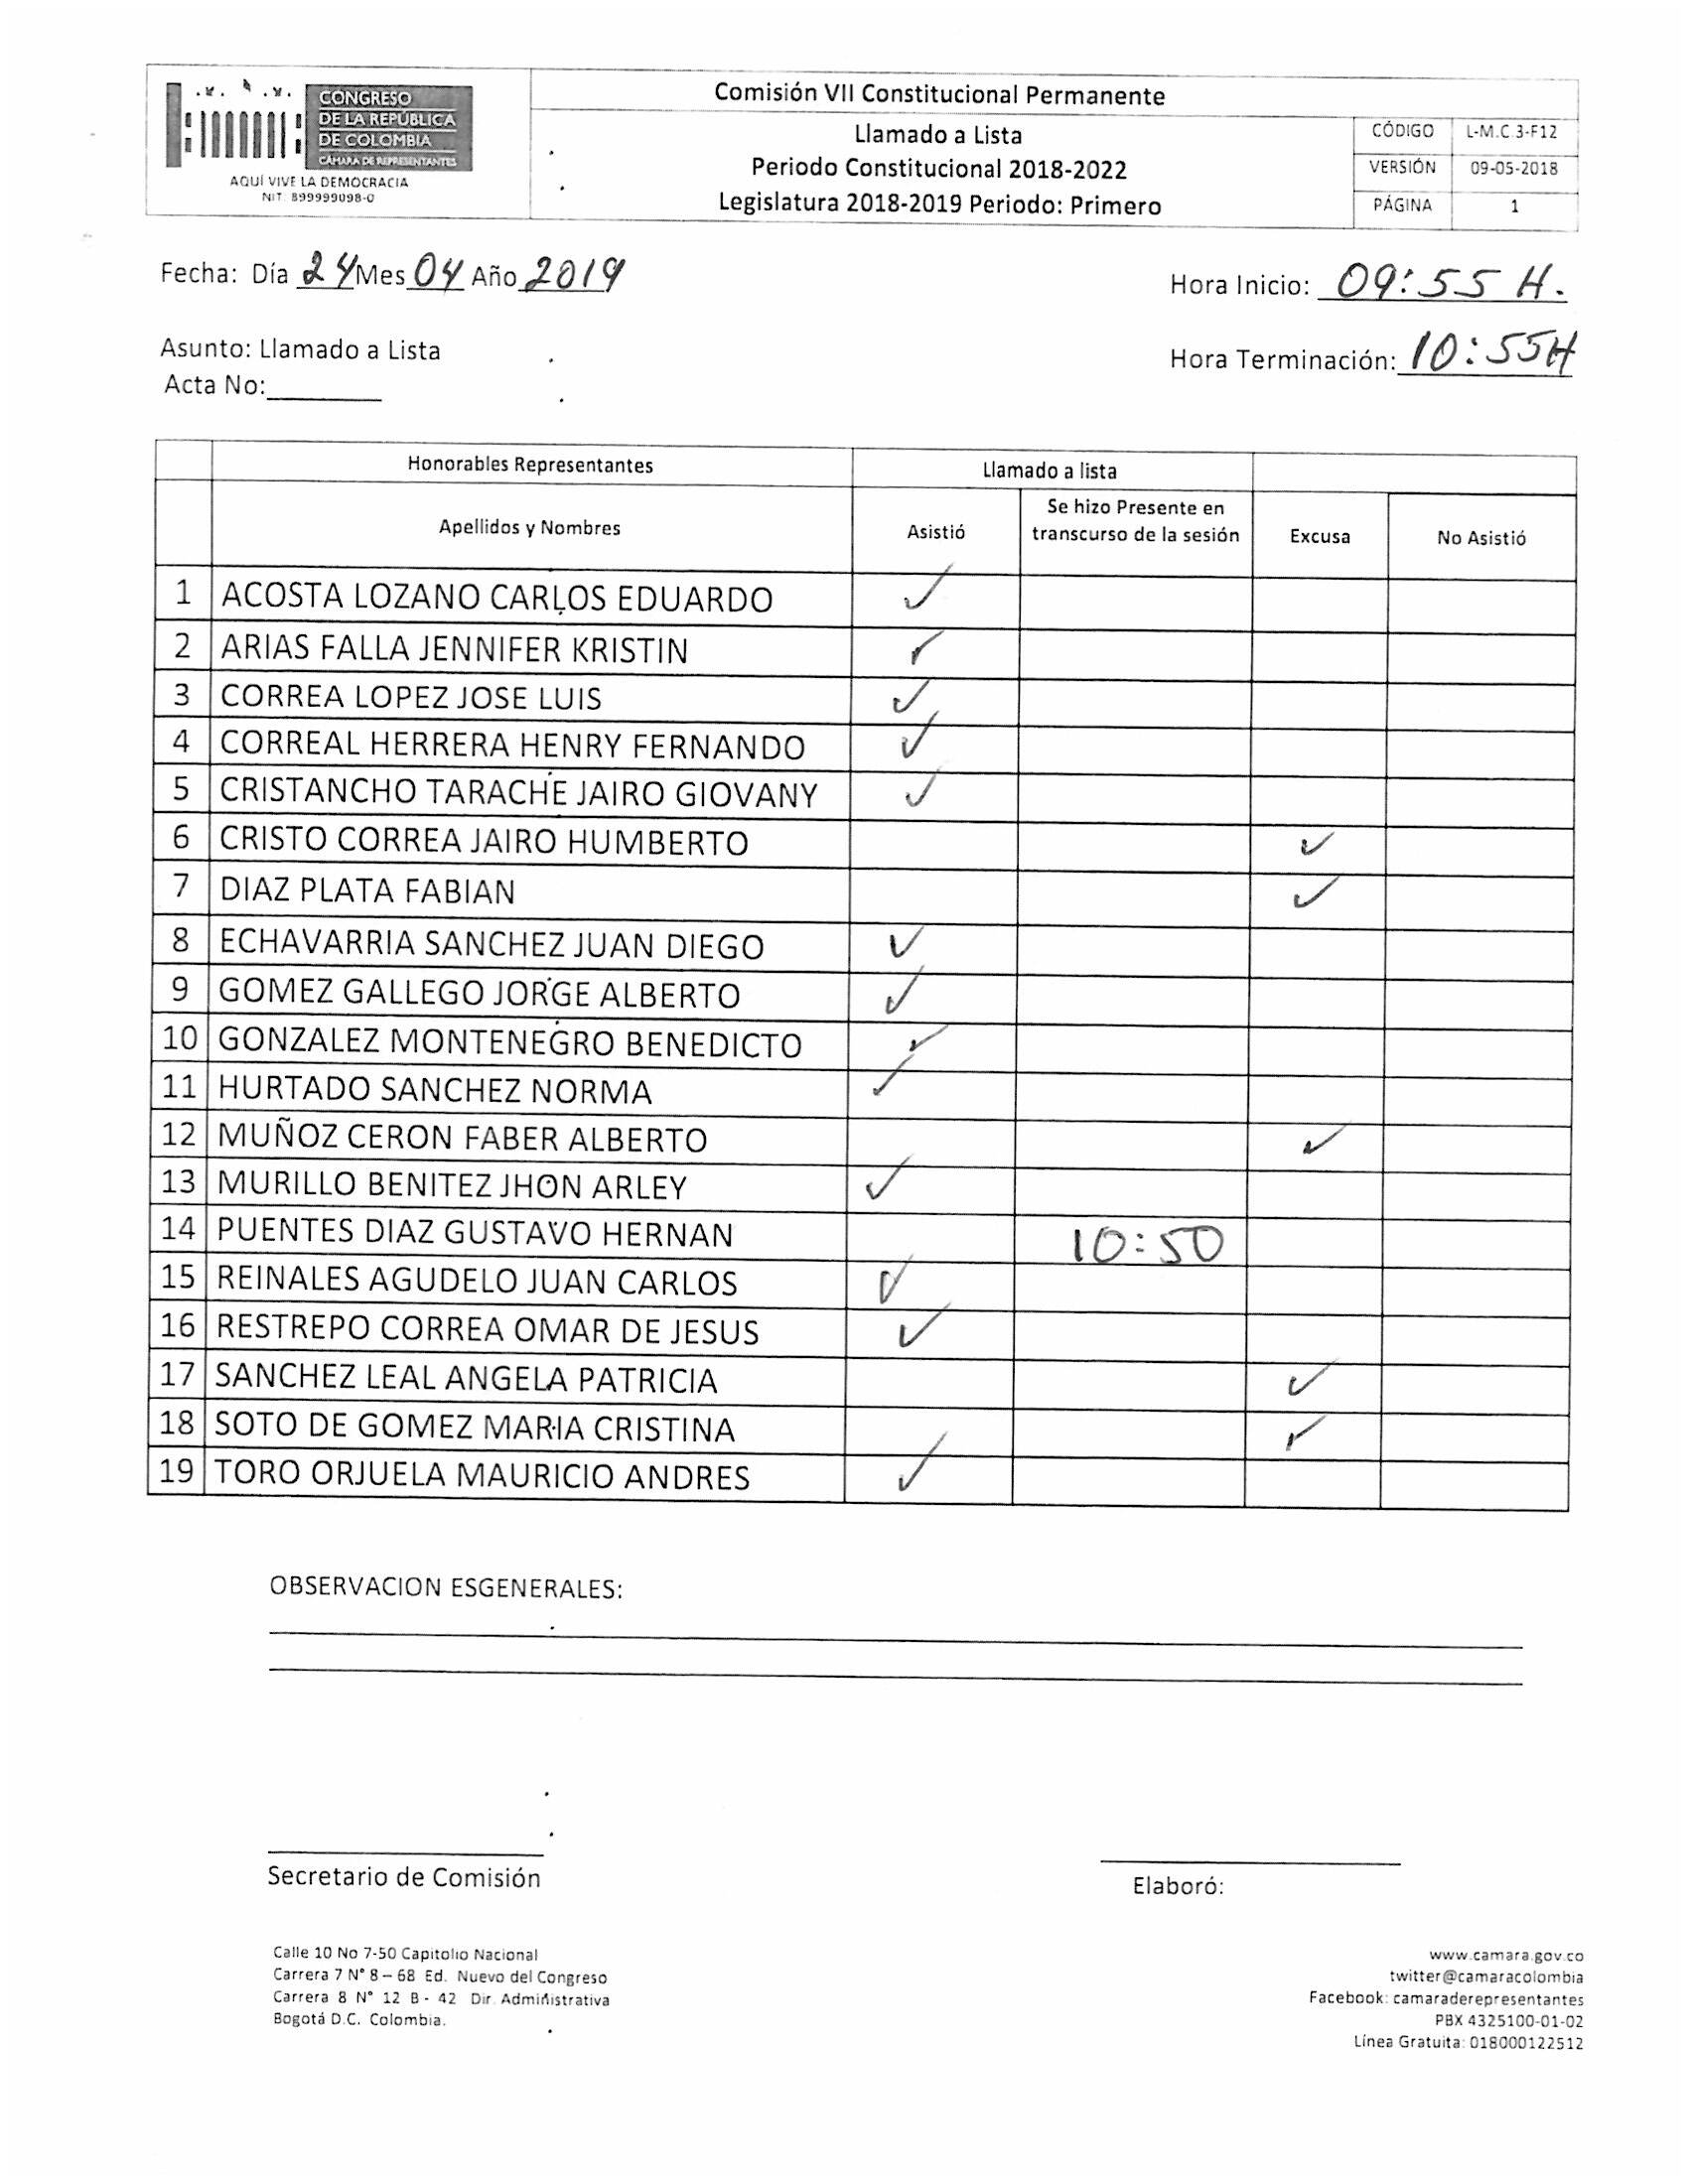 CONGRESO
DE LA REPÚBLICA
DE COLOMBIA
CÁMARA DE REPRESENTANTES
AQUÍ VIVE LA DEMOCRACIA
NIT: 899999098-0
Comisión VII Constitucional Permanente
Llamado a Lista
Periodo Constitucional 2018-2022
Legislatura 2018-2019 Periodo: Primero
CÓDIGO L-M.C.3-F12
VERSIÓN 09-05-2018
PÁGINA 1
Fecha: Día 24 Mes 04 Año 2019
Hora Inicio: 09:55 H.
Asunto: Llamado a Lista
Hora Terminación: 10:55H
Acta No:
Honorables Representantes Llamado a lista
Apellidos y Nombres Asistió Se hizo Presente en transcurso de la sesión Excusa No Asistió
1 ACOSTA LOZANO CARLOS EDUARDO ✓
2 ARIAS FALLA JENNIFER KRISTIN ✓
3 CORREA LOPEZ JOSE LUIS ✓
4 CORREAL HERRERA HENRY FERNANDO ✓
5 CRISTANCHO TARACHE JAIRO GIOVANY ✓
6 CRISTO CORREA JAIRO HUMBERTO ✓
7 DIAZ PLATA FABIAN ✓
8 ECHAVARRIA SANCHEZ JUAN DIEGO ✓
9 GOMEZ GALLEGO JORGE ALBERTO ✓
10 GONZALEZ MONTENEGRO BENEDICTO ✓
11 HURTADO SANCHEZ NORMA ✓
12 MUÑOZ CERON FABER ALBERTO ✓
13 MURILLO BENITEZ JHON ARLEY ✓
14 PUENTES DIAZ GUSTAVO HERNAN 10:50
15 REINALES AGUDELO JUAN CARLOS ✓
16 RESTREPO CORREA OMAR DE JESUS ✓
17 SANCHEZ LEAL ANGELA PATRICIA ✓
18 SOTO DE GOMEZ MARIA CRISTINA ✓
19 TORO ORJUELA MAURICIO ANDRES ✓
OBSERVACION ESGENERALES:
Secretario de Comisión
Elaboró:
Calle 10 No 7-50 Capitolio Nacional
Carrera 7 N° 8 – 68 Ed. Nuevo del Congreso
Carrera 8 N° 12 B - 42 Dir. Administrativa
Bogotá D.C. Colombia.
www.camara.gov.co
twitter@camaracolombia
Facebook: camaraderepresentantes
PBX 4325100-01-02
Línea Gratuita: 018000122512